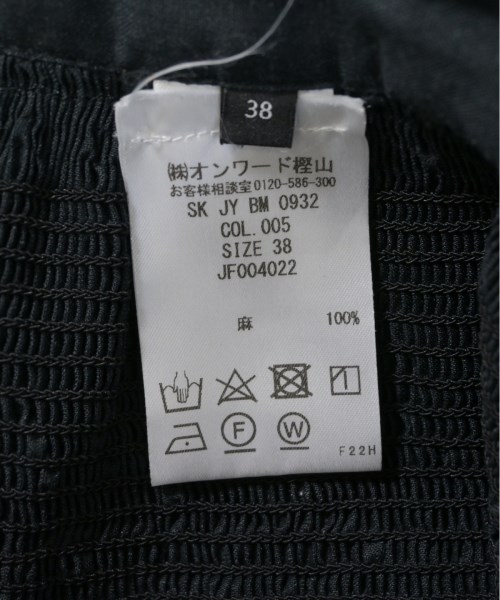 38
㈱オンワード樫山
お客様相談室0120-586-300
SK JY BM 0932
COL.005
SIZE 38
JF004022
麻 100%
F W
F22H